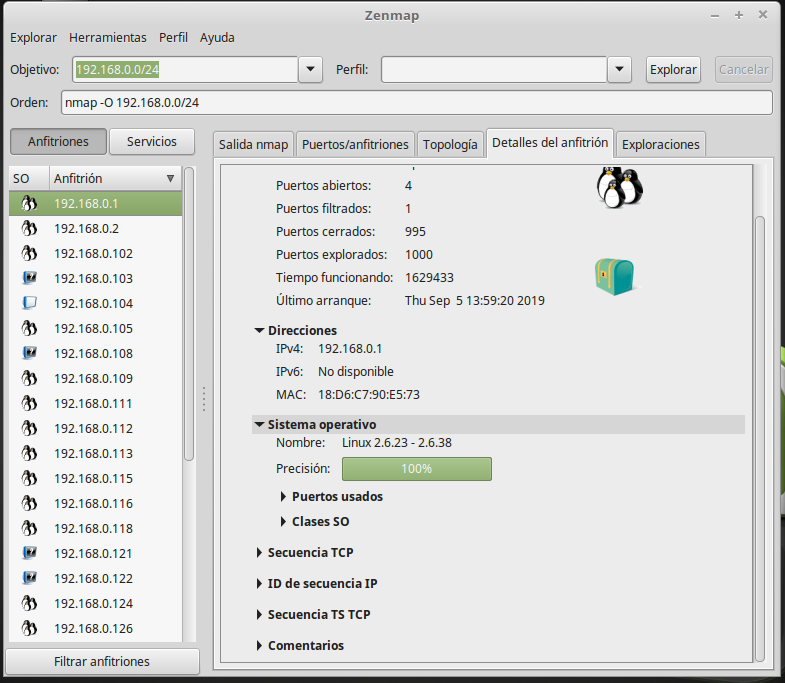 Zenmap
Explorar Herramientas Perfil Ayuda
Objetivo: 192.168.0.0/24 Perfil: Explorar Cancelar
Orden: nmap -O 192.168.0.0/24
Anfitriones Servicios
SO Anfitrión
192.168.0.1
192.168.0.2
192.168.0.102
192.168.0.103
192.168.0.104
192.168.0.105
192.168.0.108
192.168.0.109
192.168.0.111
192.168.0.112
192.168.0.113
192.168.0.115
192.168.0.116
192.168.0.118
192.168.0.121
192.168.0.122
192.168.0.124
192.168.0.126
Filtrar anfitriones
Salida nmap Puertos/anfitriones Topología Detalles del anfitrión Exploraciones
Puertos abiertos: 4
Puertos filtrados: 1
Puertos cerrados: 995
Puertos explorados: 1000
Tiempo funcionando: 1629433
Último arranque: Thu Sep 5 13:59:20 2019
Direcciones
IPv4: 192.168.0.1
IPv6: No disponible
MAC: 18:D6:C7:90:E5:73
Sistema operativo
Nombre: Linux 2.6.23 - 2.6.38
Precisión: 100%
Puertos usados
Clases SO
Secuencia TCP
ID de secuencia IP
Secuencia TS TCP
Comentarios